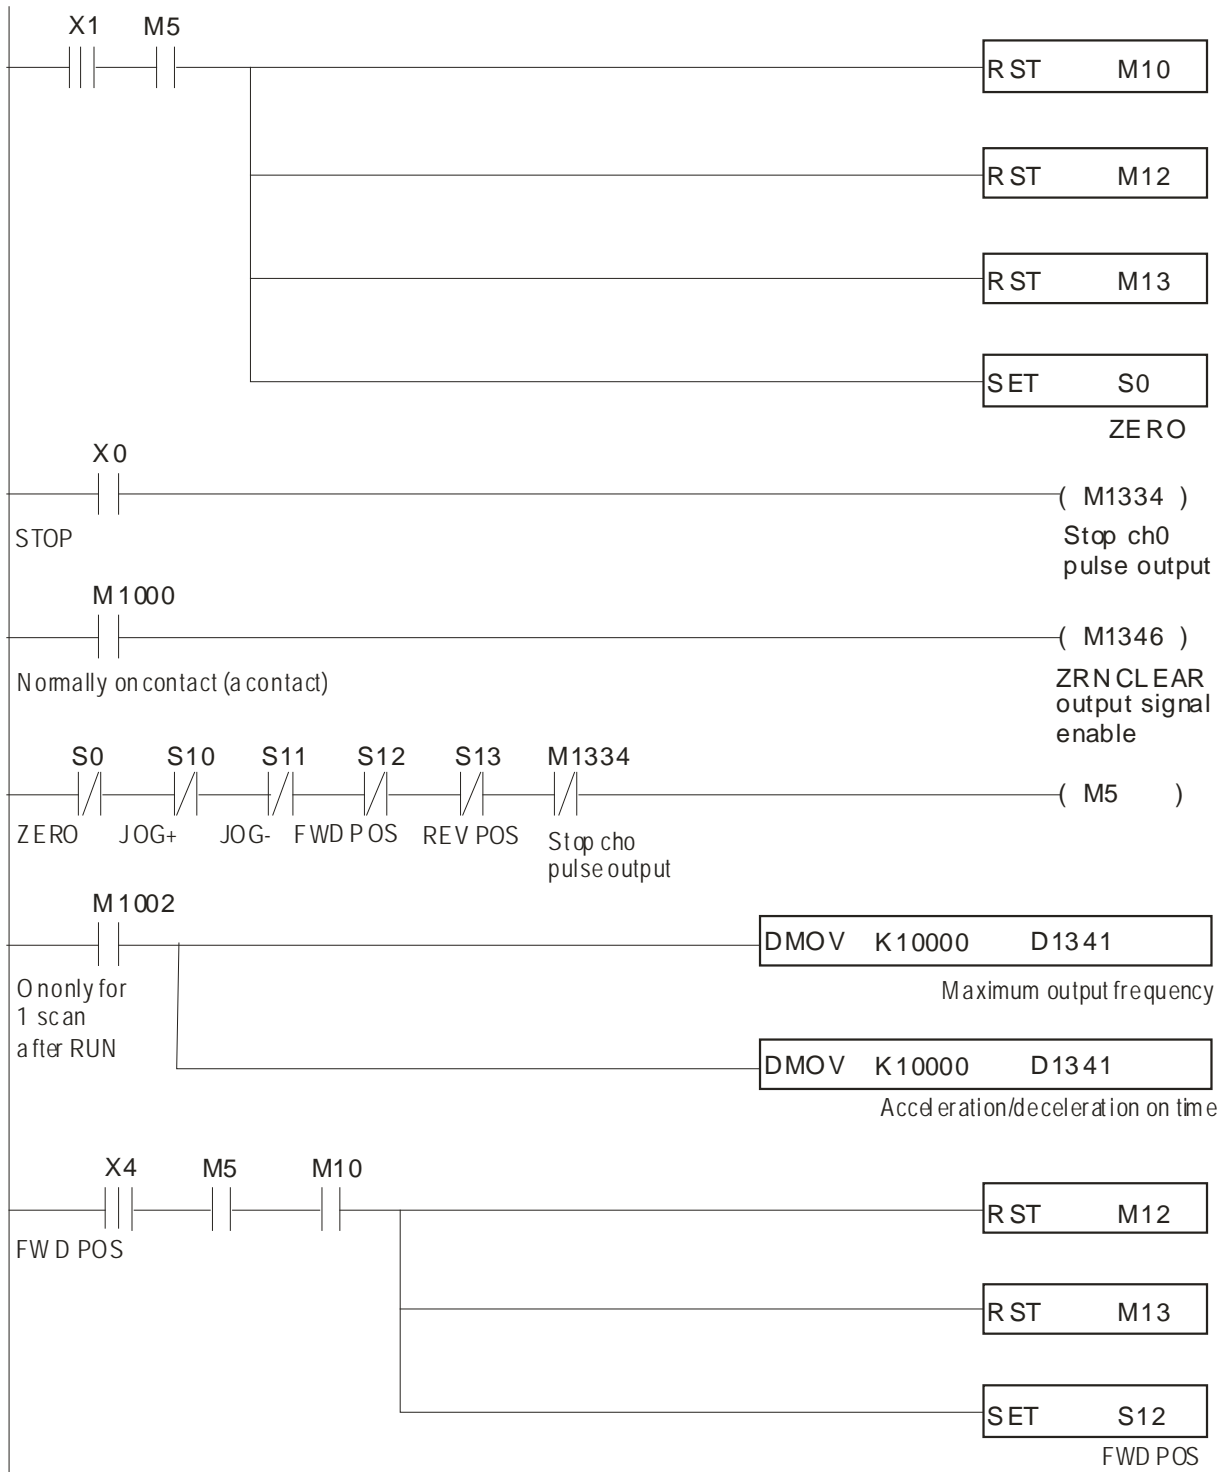 X1 M5
RST M10
RST M12
RST M13
SET S0
ZERO
X0
( M1334 )
STOP
Stop ch0
pulse output
M1000
( M1346 )
Normally on contact (a contact)
ZRN CLEAR
output signal
enable
S0 S10 S11 S12 S13 M1334
( M5 )
ZERO JOG+ JOG- FWD POS REV POS Stop cho
pulse output
M1002
DMOV K10000 D1341
On only for
1 scan
after RUN
Maximum output frequency
DMOV K10000 D1341
Acceleration/deceleration on time
X4 M5 M10
RST M12
FWD POS
RST M13
SET S12
FWD POS